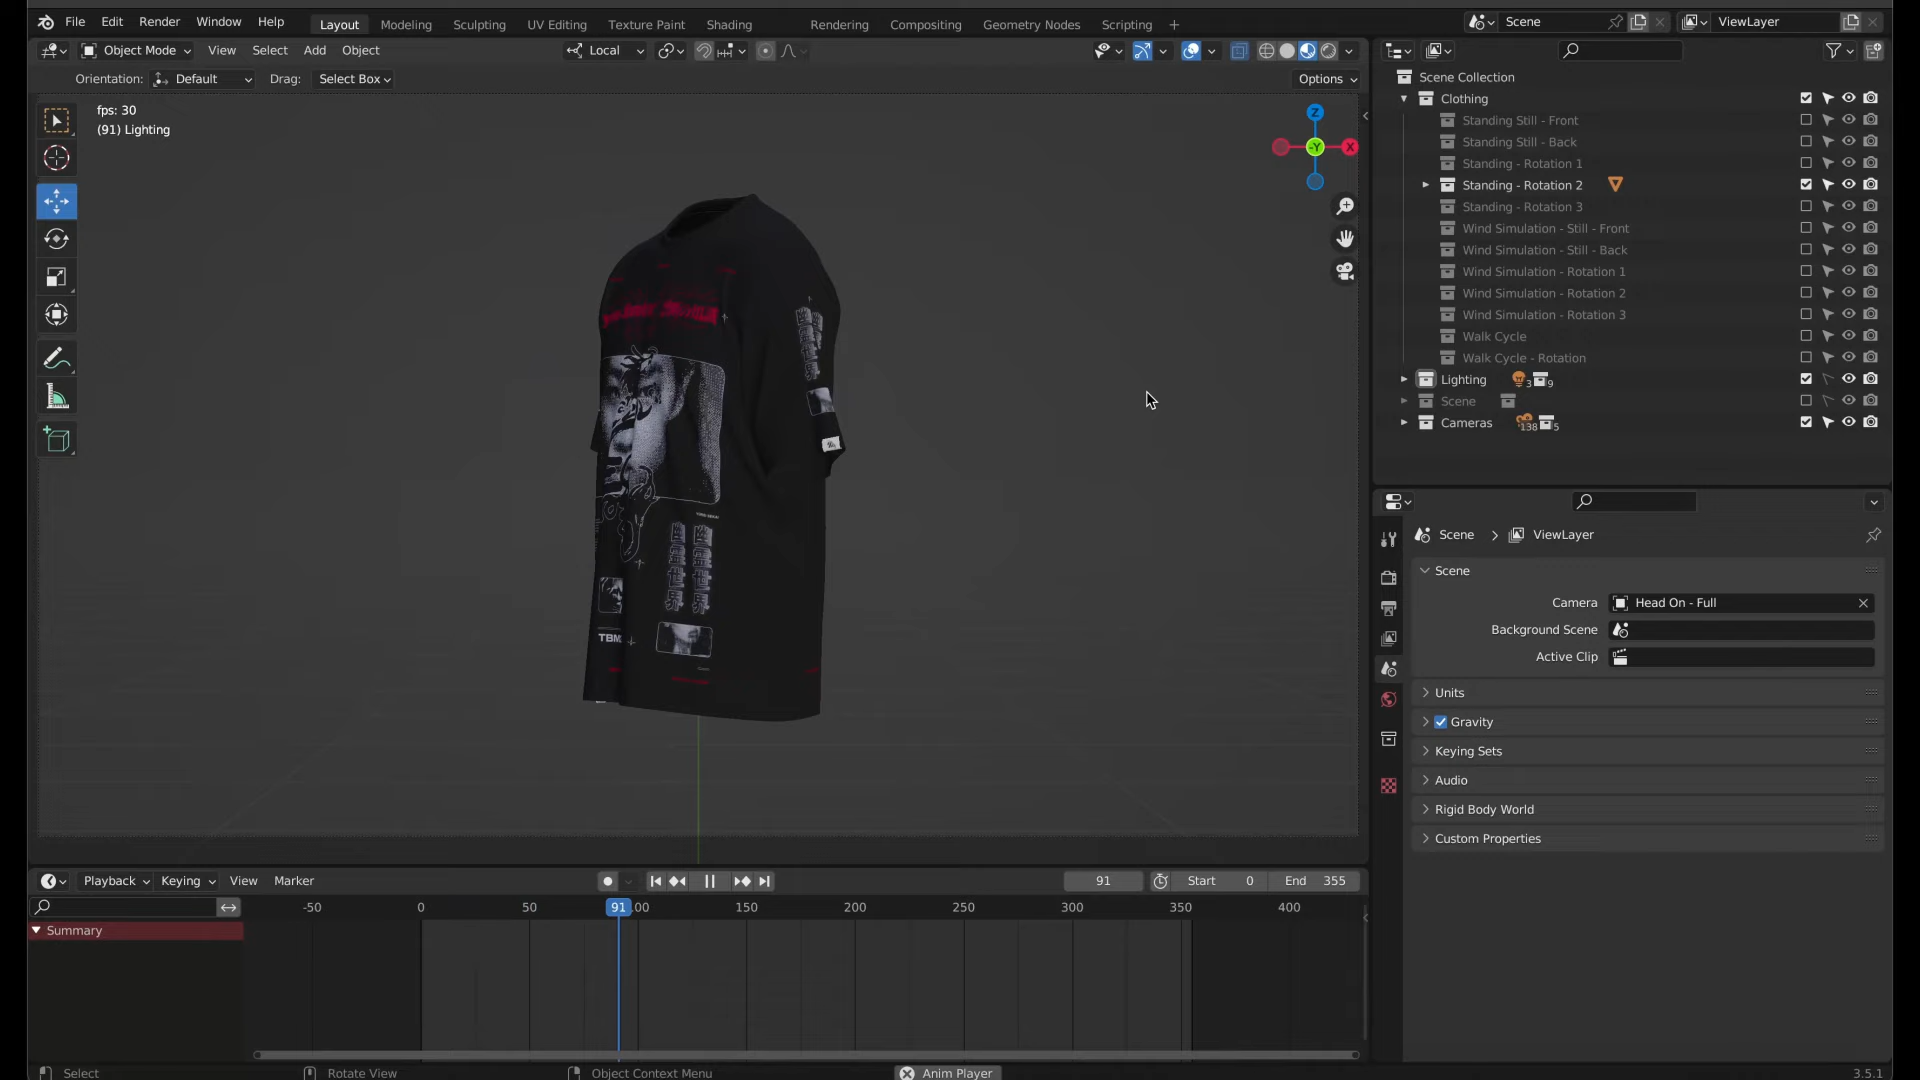 File Edit Render Window Help Layout Modeling Sculpting UV Editing Texture Paint Shading Rendering Compositing Geometry Nodes Scripting + Scene ViewLayer
Object Mode View Select Add Object Local
Orientation: Default Drag: Select Box Options
fps: 30
(91) Lighting
Z
-Y
X
TBM
Scene Collection
Clothing
Standing Still - Front
Standing Still - Back
Standing - Rotation 1
Standing - Rotation 2
Standing - Rotation 3
Wind Simulation - Still - Front
Wind Simulation - Still - Back
Wind Simulation - Rotation 1
Wind Simulation - Rotation 2
Wind Simulation - Rotation 3
Walk Cycle
Walk Cycle - Rotation
Lighting 3 9
Scene
Cameras 138 5
Scene > ViewLayer
Scene
Camera Head On - Full
Background Scene
Active Clip
Units
Gravity
Keying Sets
Audio
Rigid Body World
Custom Properties
Playback Keying View Marker 91 Start 0 End 355
-50 0 50 91 00 150 200 250 300 350 400
Summary
Select Rotate View Object Context Menu Anim Player 3.5.1